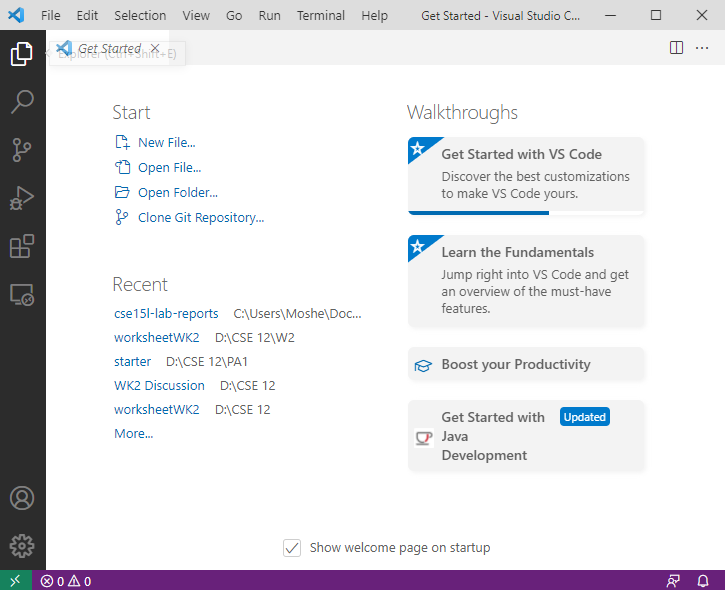 File Edit Selection View Go Run Terminal Help Get Started - Visual Studio C...
Get Started
Explorer (Ctrl+Shift+E)
Start
New File...
Open File...
Open Folder...
Clone Git Repository...
Recent
cse15l-lab-reports C:\Users\Moshe\Doc...
worksheetWK2 D:\CSE 12\W2
starter D:\CSE 12\PA1
WK2 Discussion D:\CSE 12
worksheetWK2 D:\CSE 12
More...
Walkthroughs
Get Started with VS Code
Discover the best customizations
to make VS Code yours.
Learn the Fundamentals
Jump right into VS Code and get
an overview of the must-have
features.
Boost your Productivity
Get Started with Updated
Java
Development
Show welcome page on startup
0 0